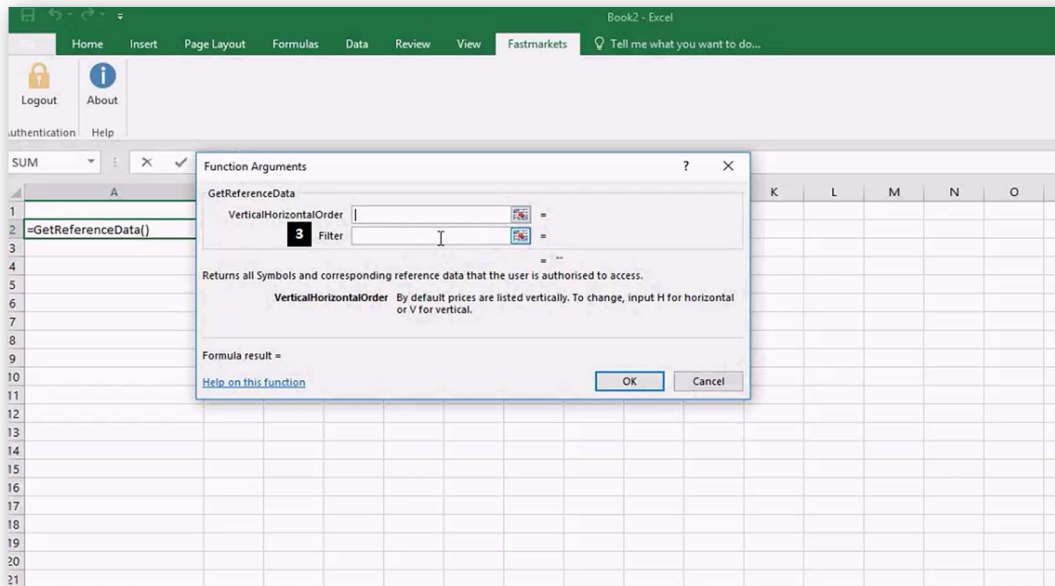 Book2 - Excel
File Home Insert Page Layout Formulas Data Review View Fastmarkets Tell me what you want to do...
Logout About
uthentication Help
SUM
Function Arguments ? 
A K L M N O
GetReferenceData
VerticalHorizontalOrder =
3 Filter =
= ""
Returns all Symbols and corresponding reference data that the user is authorised to access.
VerticalHorizontalOrder By default prices are listed vertically. To change, input H for horizontal
or V for vertical.
Formula result =
Help on this function OK Cancel
1
2 =GetReferenceData()
3
4
5
6
7
8
9
10
11
12
13
14
15
16
17
18
19
20
21